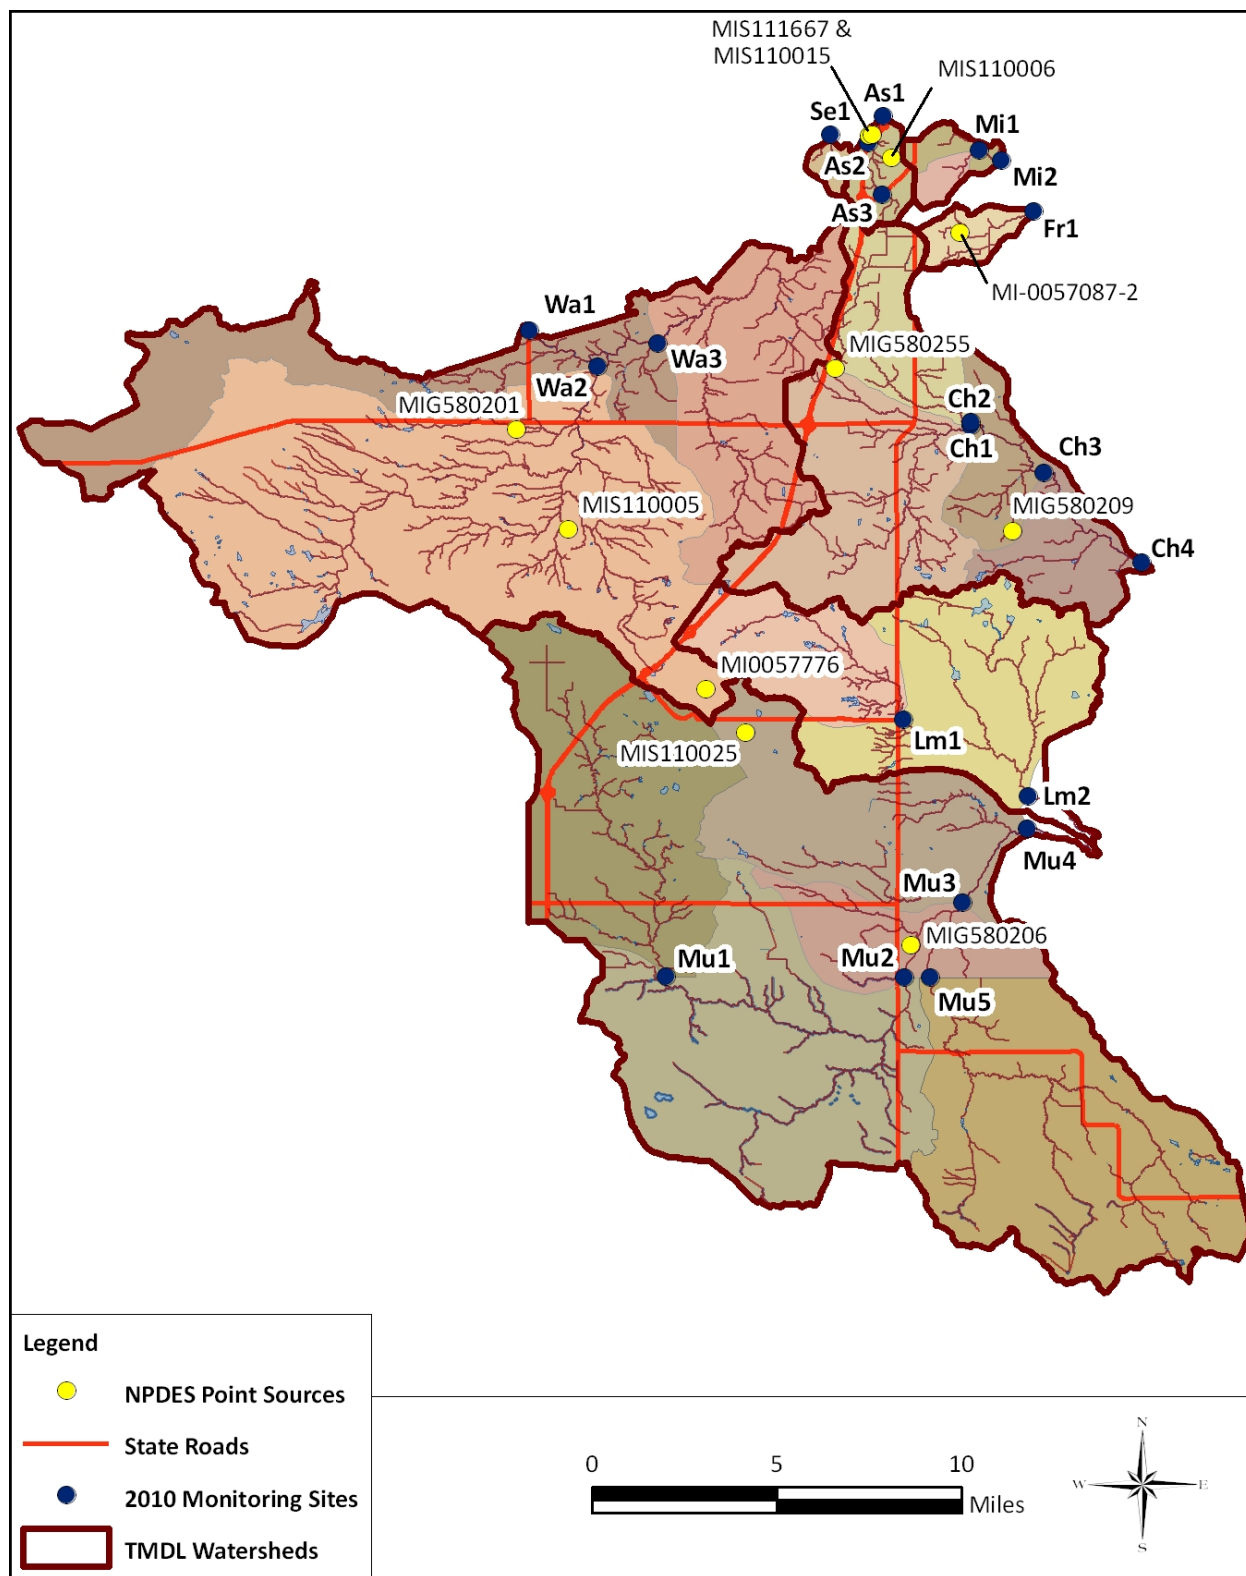 MIS111667 &
MIS110015
MIS110006
As1
Se1
Mi1
As2
Mi2
As3
Fr1
MI-0057087-2
Wa1
MIG580255
Wa3
Wa2
Ch2
MIG580201
Ch1
Ch3
MIS110005
MIG580209
Ch4
MI0057776
Lm1
MIS110025
Lm2
Mu4
Mu3
MIG580206
Mu1
Mu2
Mu5
Legend
NPDES Point Sources
State Roads
2010 Monitoring Sites
TMDL Watersheds
0 5 10
Miles
N
W E
S